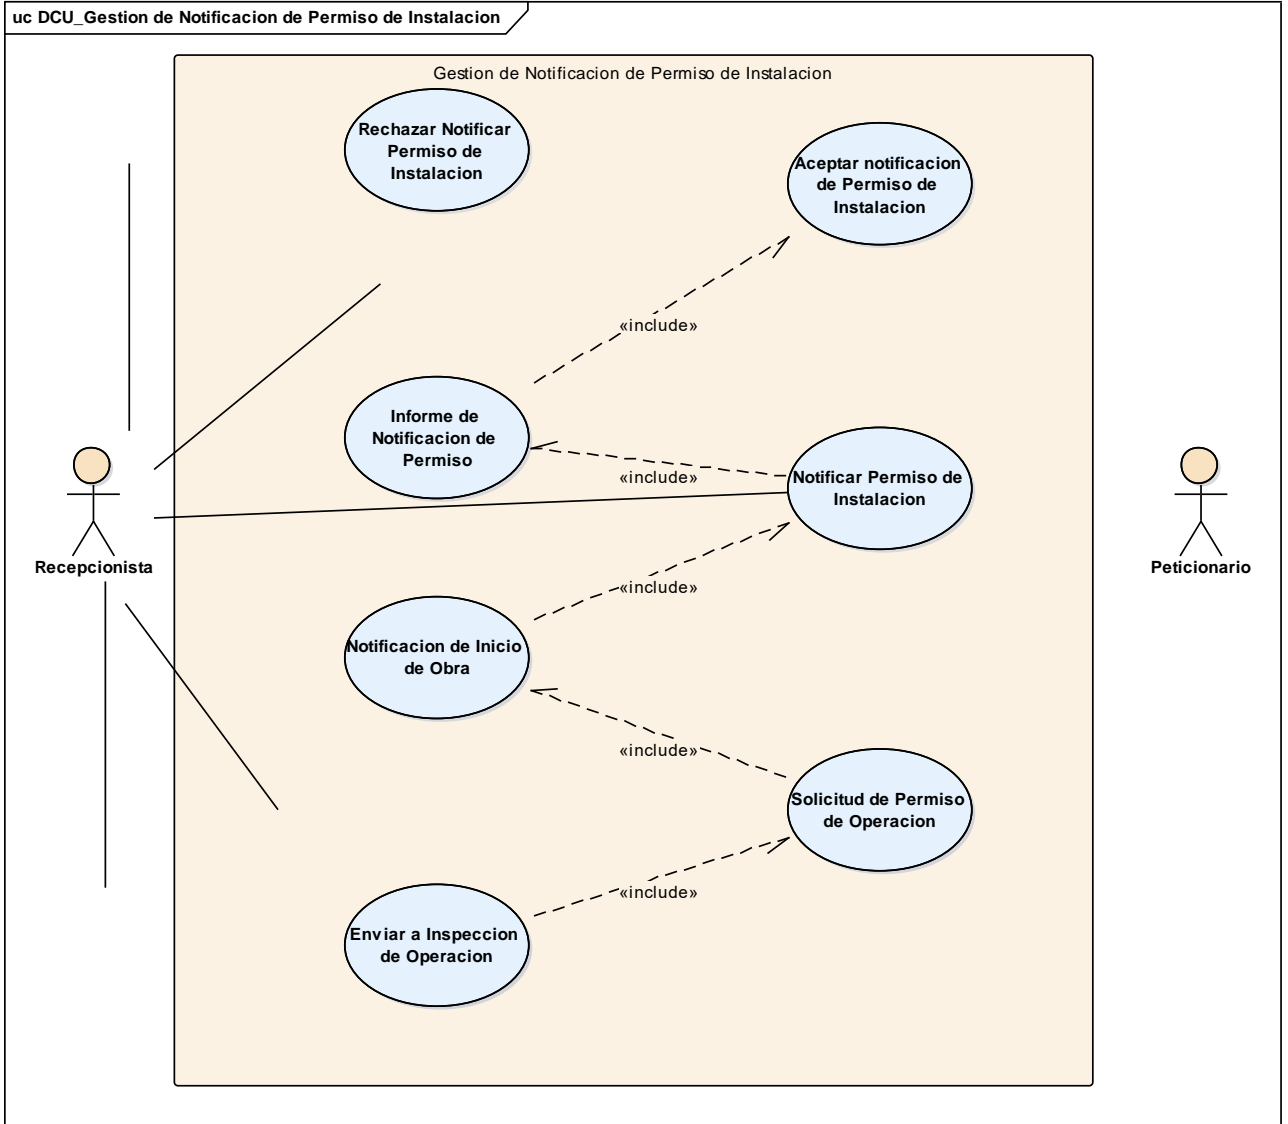 uc DCU_Gestion de Notificacion de Permiso de Instalacion
Gestion de Notificacion de Permiso de Instalacion
Rechazar Notificar
Permiso de
Instalacion
Aceptar notificacion
de Permiso de
Instalacion
«include»
Informe de
Notificacion de
Permiso
«include»
Notificar Permiso de
Instalacion
Recepcionista
Peticionario
«include»
Notificacion de Inicio
de Obra
«include»
Solicitud de Permiso
de Operacion
«include»
Enviar a Inspeccion
de Operacion